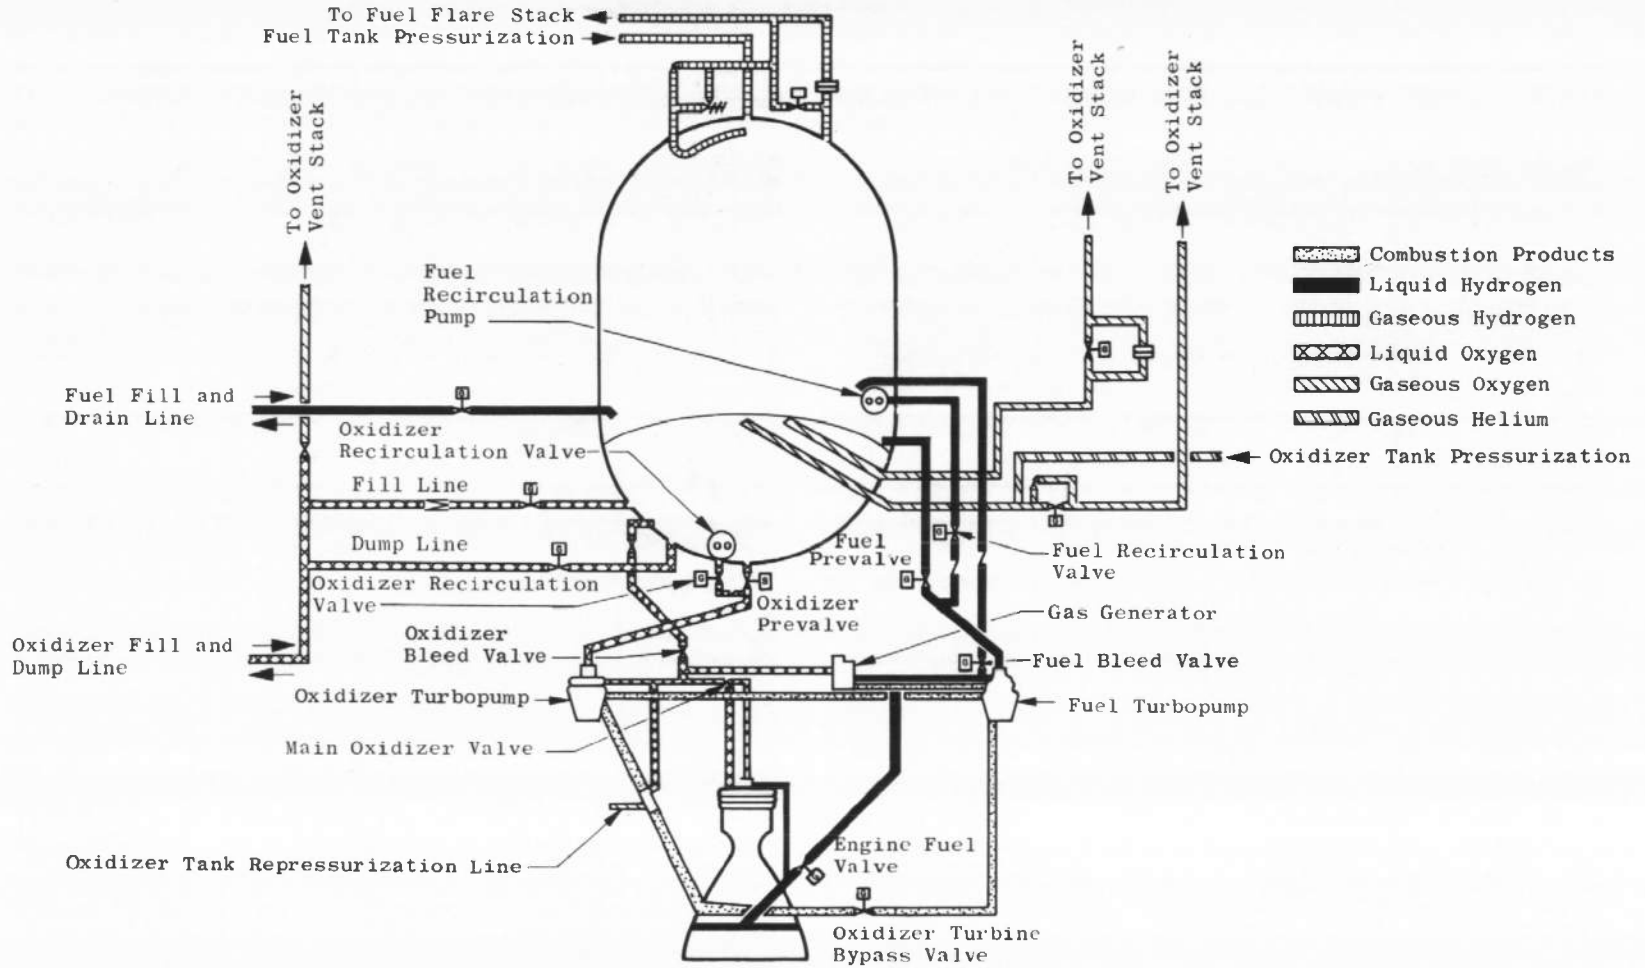 To Fuel Flare Stack
Fuel Tank Pressurization
To Oxidizer
Vent Stack
To Oxidizer
Vent Stack
To Oxidizer
Vent Stack
Combustion Products
Liquid Hydrogen
Gaseous Hydrogen
Liquid Oxygen
Gaseous Oxygen
Gaseous Helium
Fuel
Recirculation
Pump
Fuel Fill and
Drain Line
Oxidizer
Recirculation Valve
Oxidizer Tank Pressurization
Fill Line
Dump Line
Fuel
Prevalve
Fuel Recirculation
Valve
Oxidizer Recirculation
Valve
Oxidizer
Prevalve
Gas Generator
Oxidizer Fill and
Dump Line
Oxidizer
Bleed Valve
Fuel Bleed Valve
Oxidizer Turbopump
Fuel Turbopump
Main Oxidizer Valve
Oxidizer Tank Repressurization Line
Engine Fuel
Valve
Oxidizer Turbine
Bypass Valve